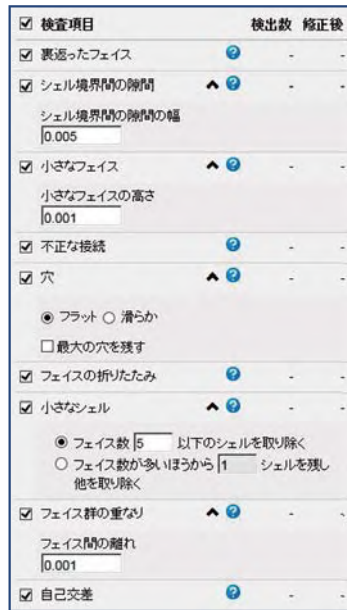 検査項目 検出数 修正後
裏返ったフェイス ? - -
シェル境界間の隙間 ? - -
シェル境界間の隙間の幅
0.005
小さなフェイス ? - -
小さなフェイスの高さ
0.001
不正な接続 ? - -
穴 ? - -
フラット 滑らか
最大の穴を残す
フェイスの折りたたみ ? - -
小さなシェル ? - -
フェイス数 5 以下のシェルを取り除く
フェイス数が多いほうから 1 シェルを残し
他を取り除く
フェイス群の重なり ? - -
フェイス間の離れ
0.001
自己交差 ? - -